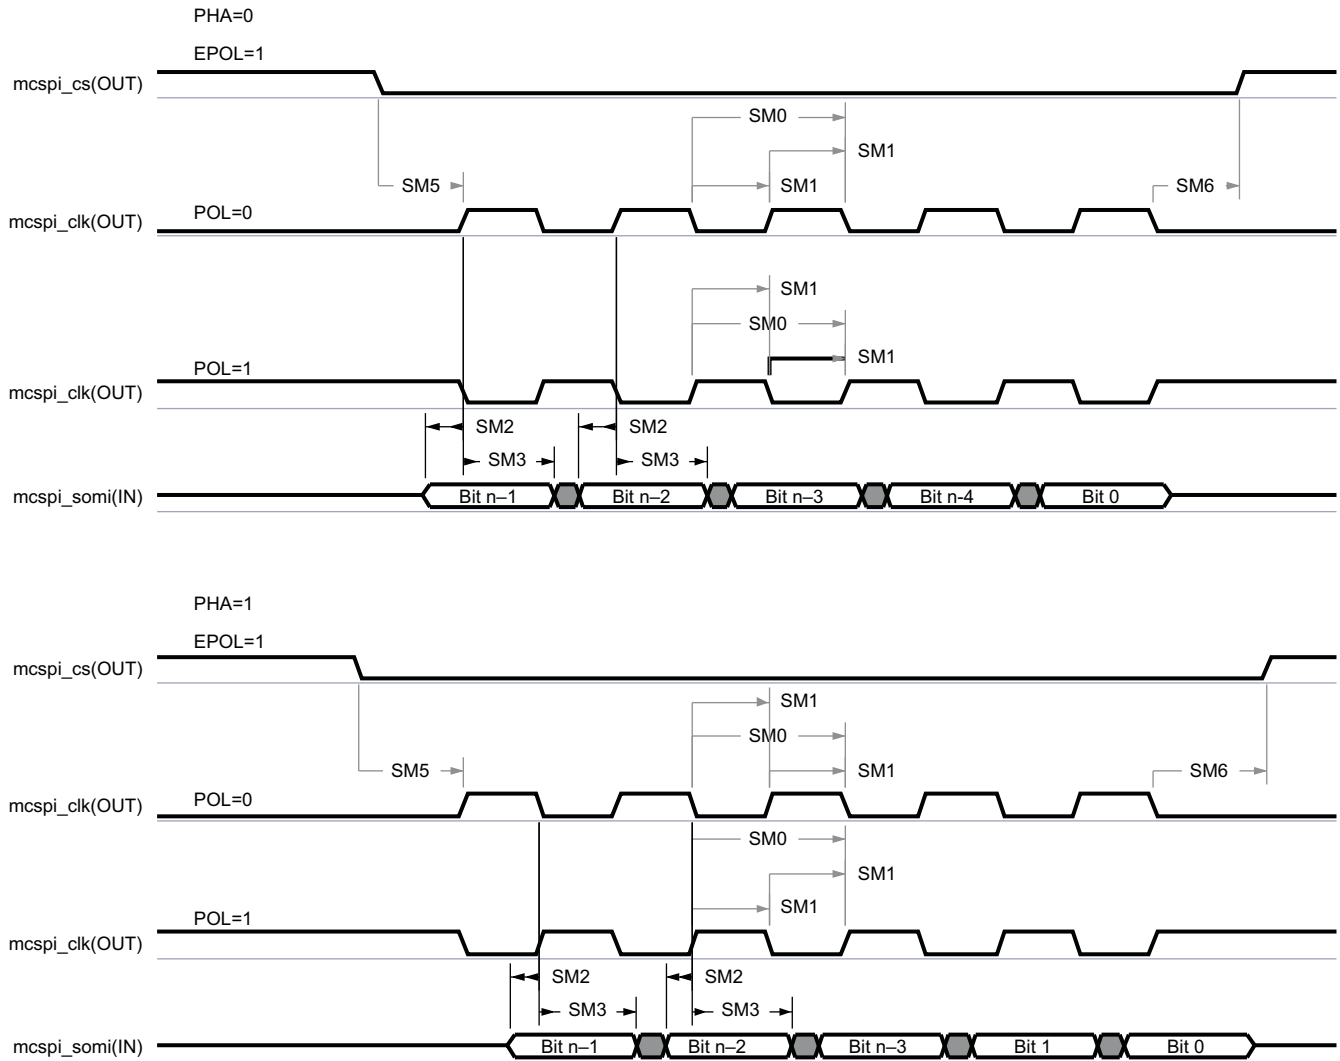 PHA=0
EPOL=1
mcspi_cs(OUT)
SM0
SM1
SM5 SM1 SM6
POL=0
mcspi_clk(OUT)
SM1
SM0
SM1
POL=1
mcspi_clk(OUT)
SM2 SM2
SM3 SM3
mcspi_somi(IN) Bit n–1 Bit n–2 Bit n–3 Bit n-4 Bit 0
PHA=1
EPOL=1
mcspi_cs(OUT)
SM1
SM0
SM5 SM1 SM6
POL=0
mcspi_clk(OUT)
SM0
SM1
SM1
POL=1
mcspi_clk(OUT)
SM2 SM2
SM3 SM3
mcspi_somi(IN) Bit n–1 Bit n–2 Bit n–3 Bit 1 Bit 0